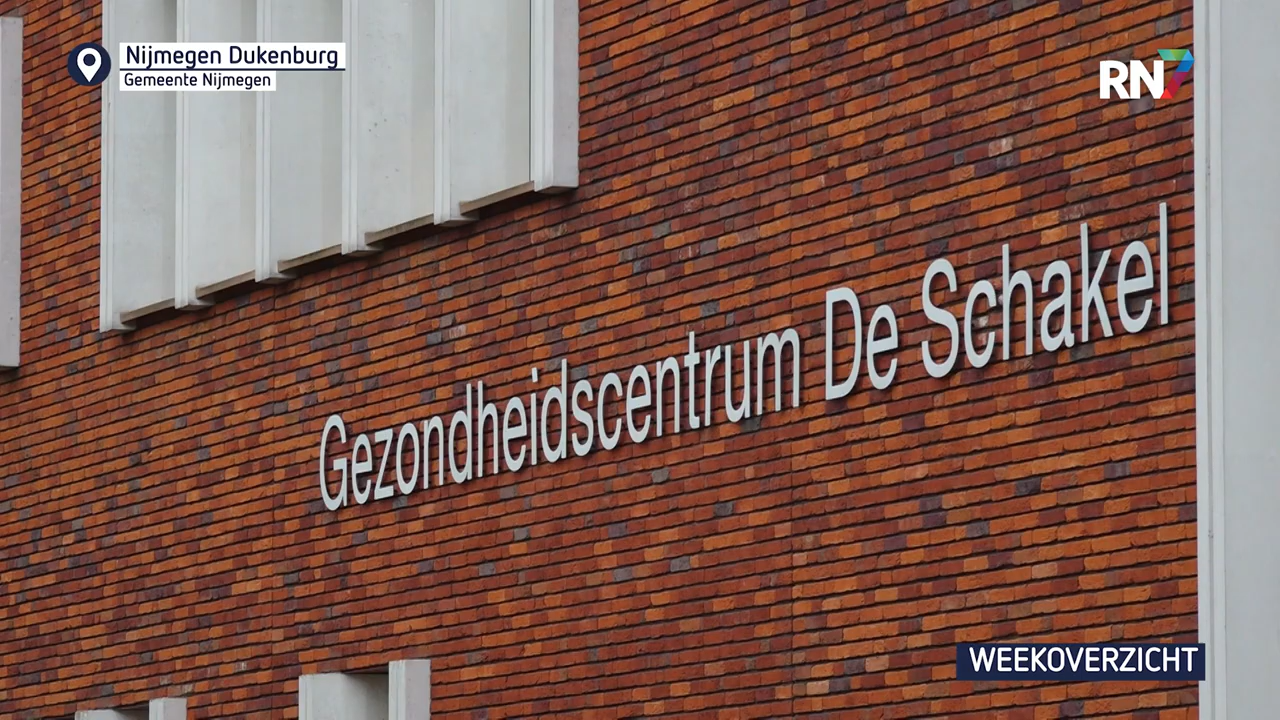 Nijmegen Dukenburg
Gemeente Nijmegen
RN7
Gezondheidscentrum De Schakel
WEEKOVERZICHT